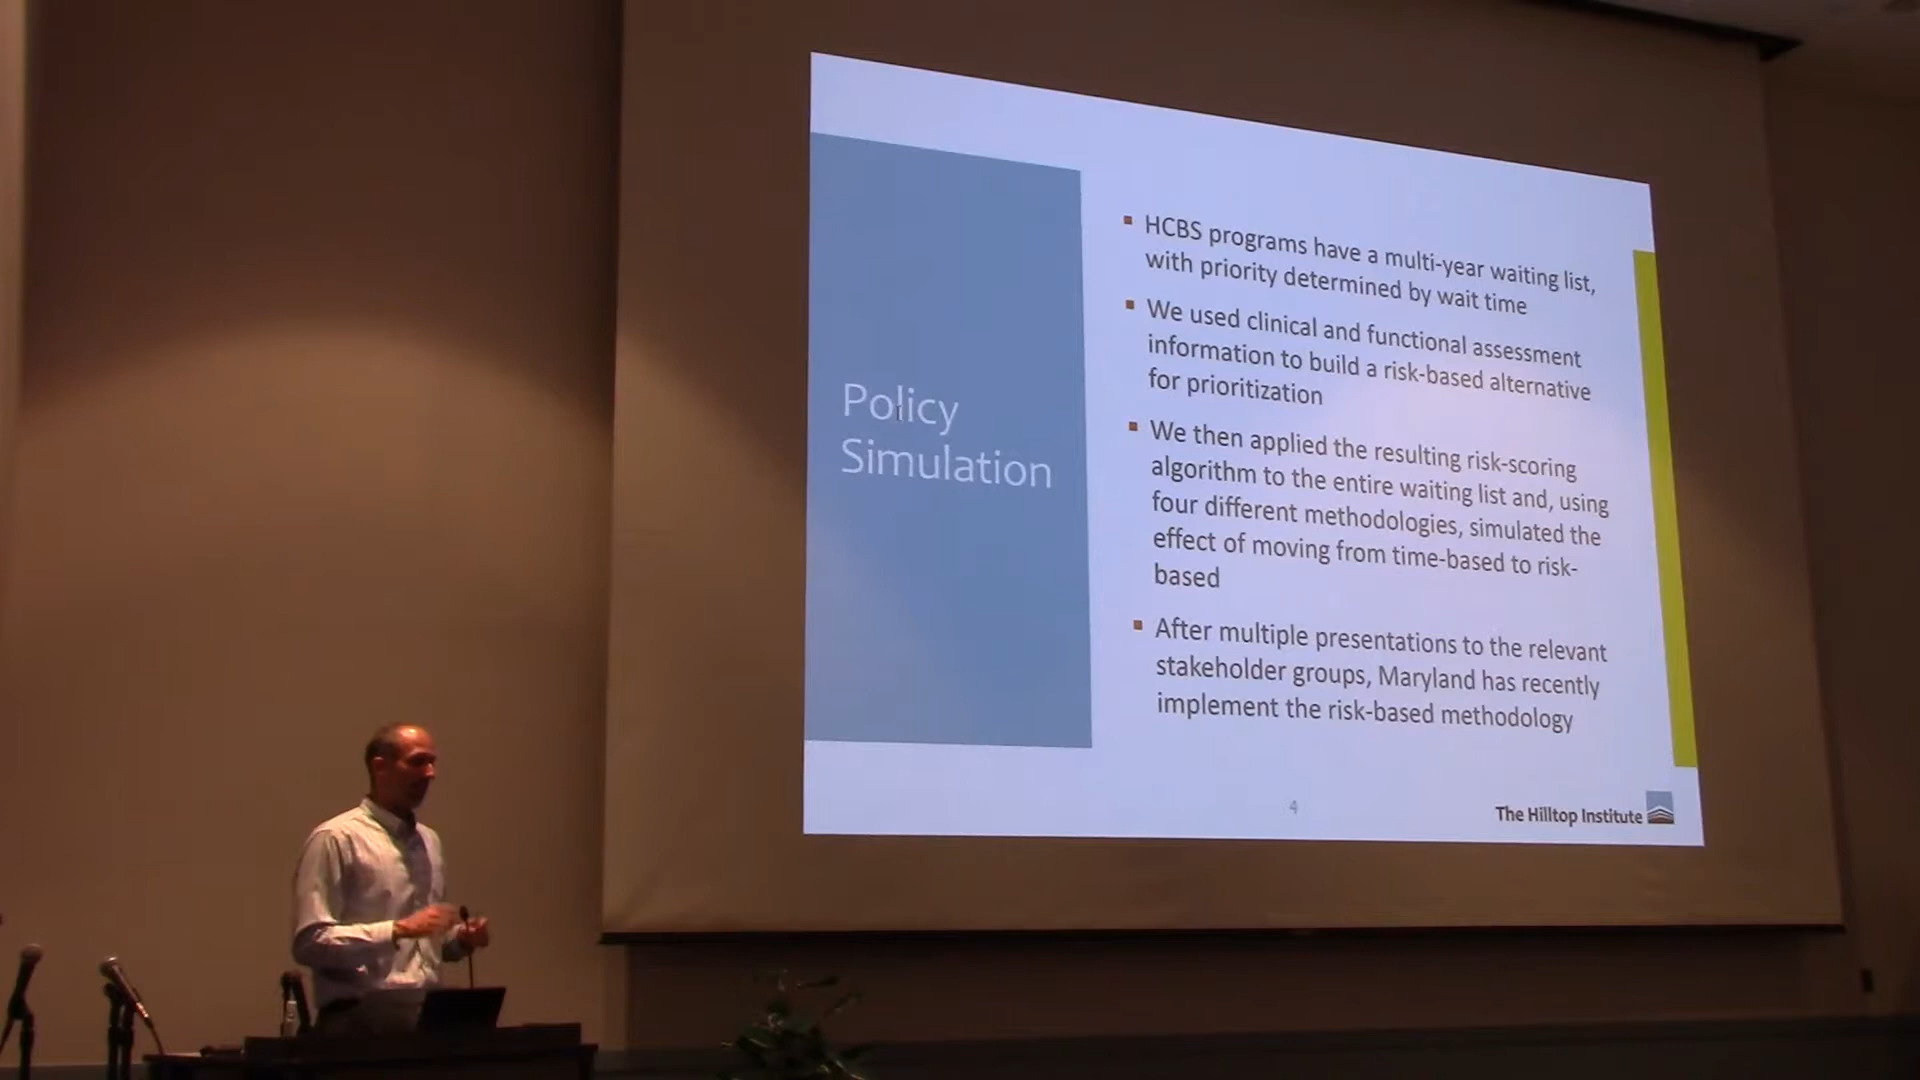 Policy
Simulation
HCBS programs have a multi-year waiting list,
with priority determined by wait time
We used clinical and functional assessment
information to build a risk-based alternative
for prioritization
We then applied the resulting risk-scoring
algorithm to the entire waiting list and, using
four different methodologies, simulated the
effect of moving from time-based to risk-
based
After multiple presentations to the relevant
stakeholder groups, Maryland has recently
implement the risk-based methodology
4
The Hilltop Institute